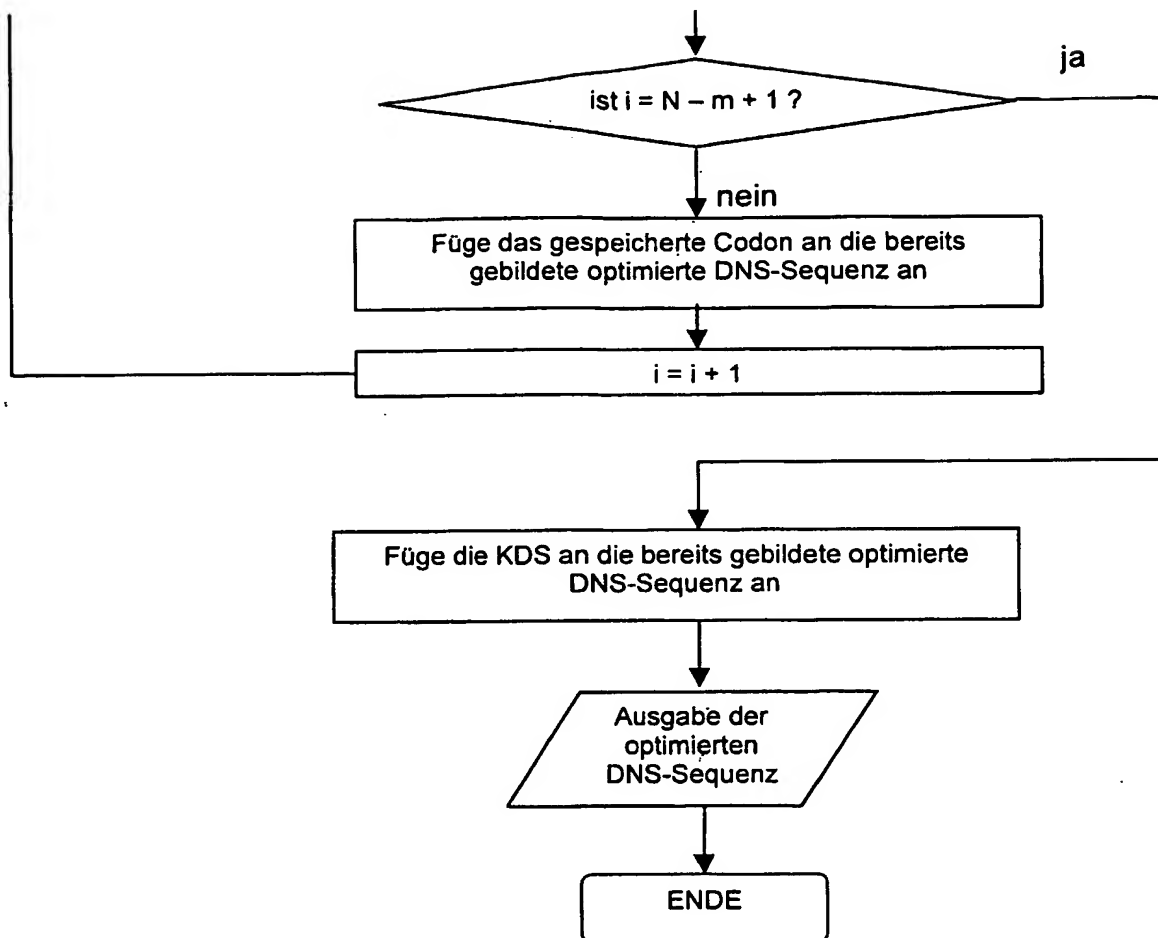 ja
ist i = N – m + 1 ?
nein
Füge das gespeicherte Codon an die bereits
gebildete optimierte DNS-Sequenz an
i = i + 1
Füge die KDS an die bereits gebildete optimierte
DNS-Sequenz an
Ausgabe der
optimierten
DNS-Sequenz
ENDE